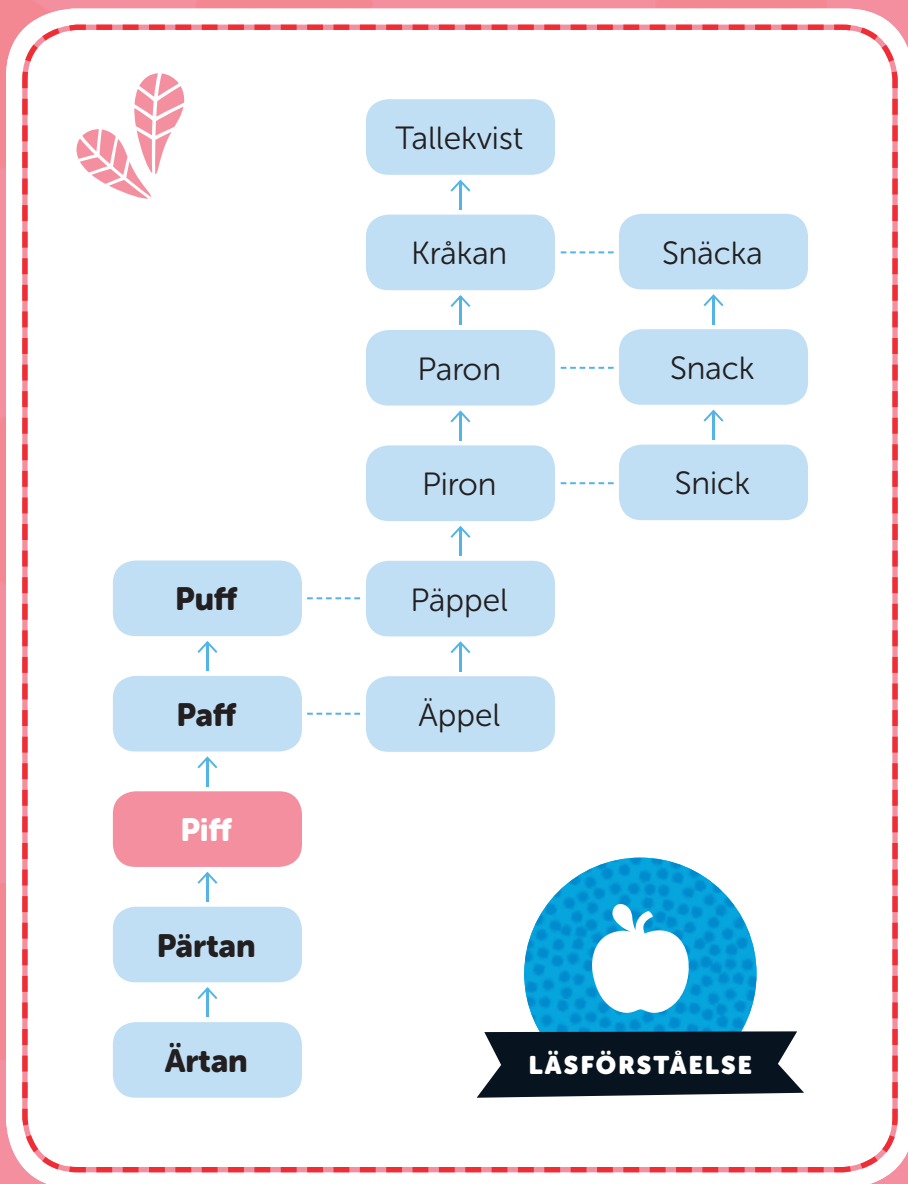 Tallekvist
Kråkan Snäcka
Paron Snack
Piron Snick
Puff Päppel
Paff Äppel
Piff
Pärtan
Ärtan
LÄSFÖRSTÅELSE